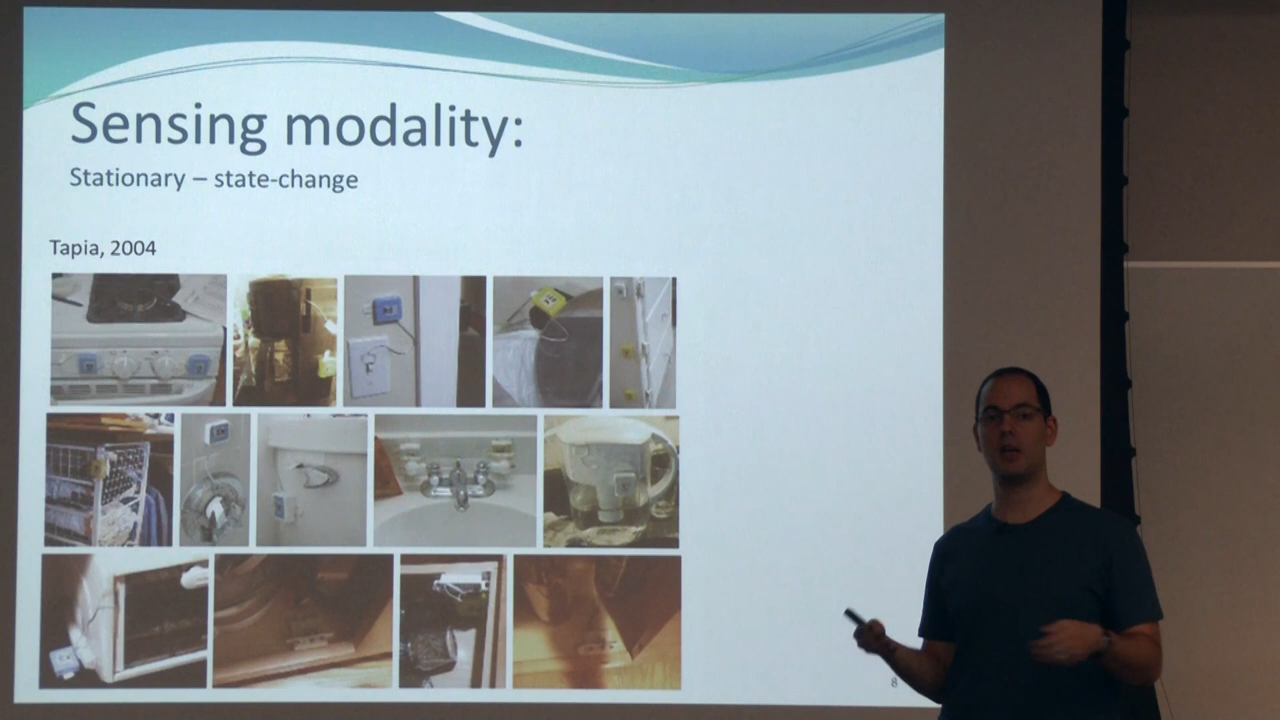 Sensing modality:
Stationary – state-change
Tapia, 2004
8